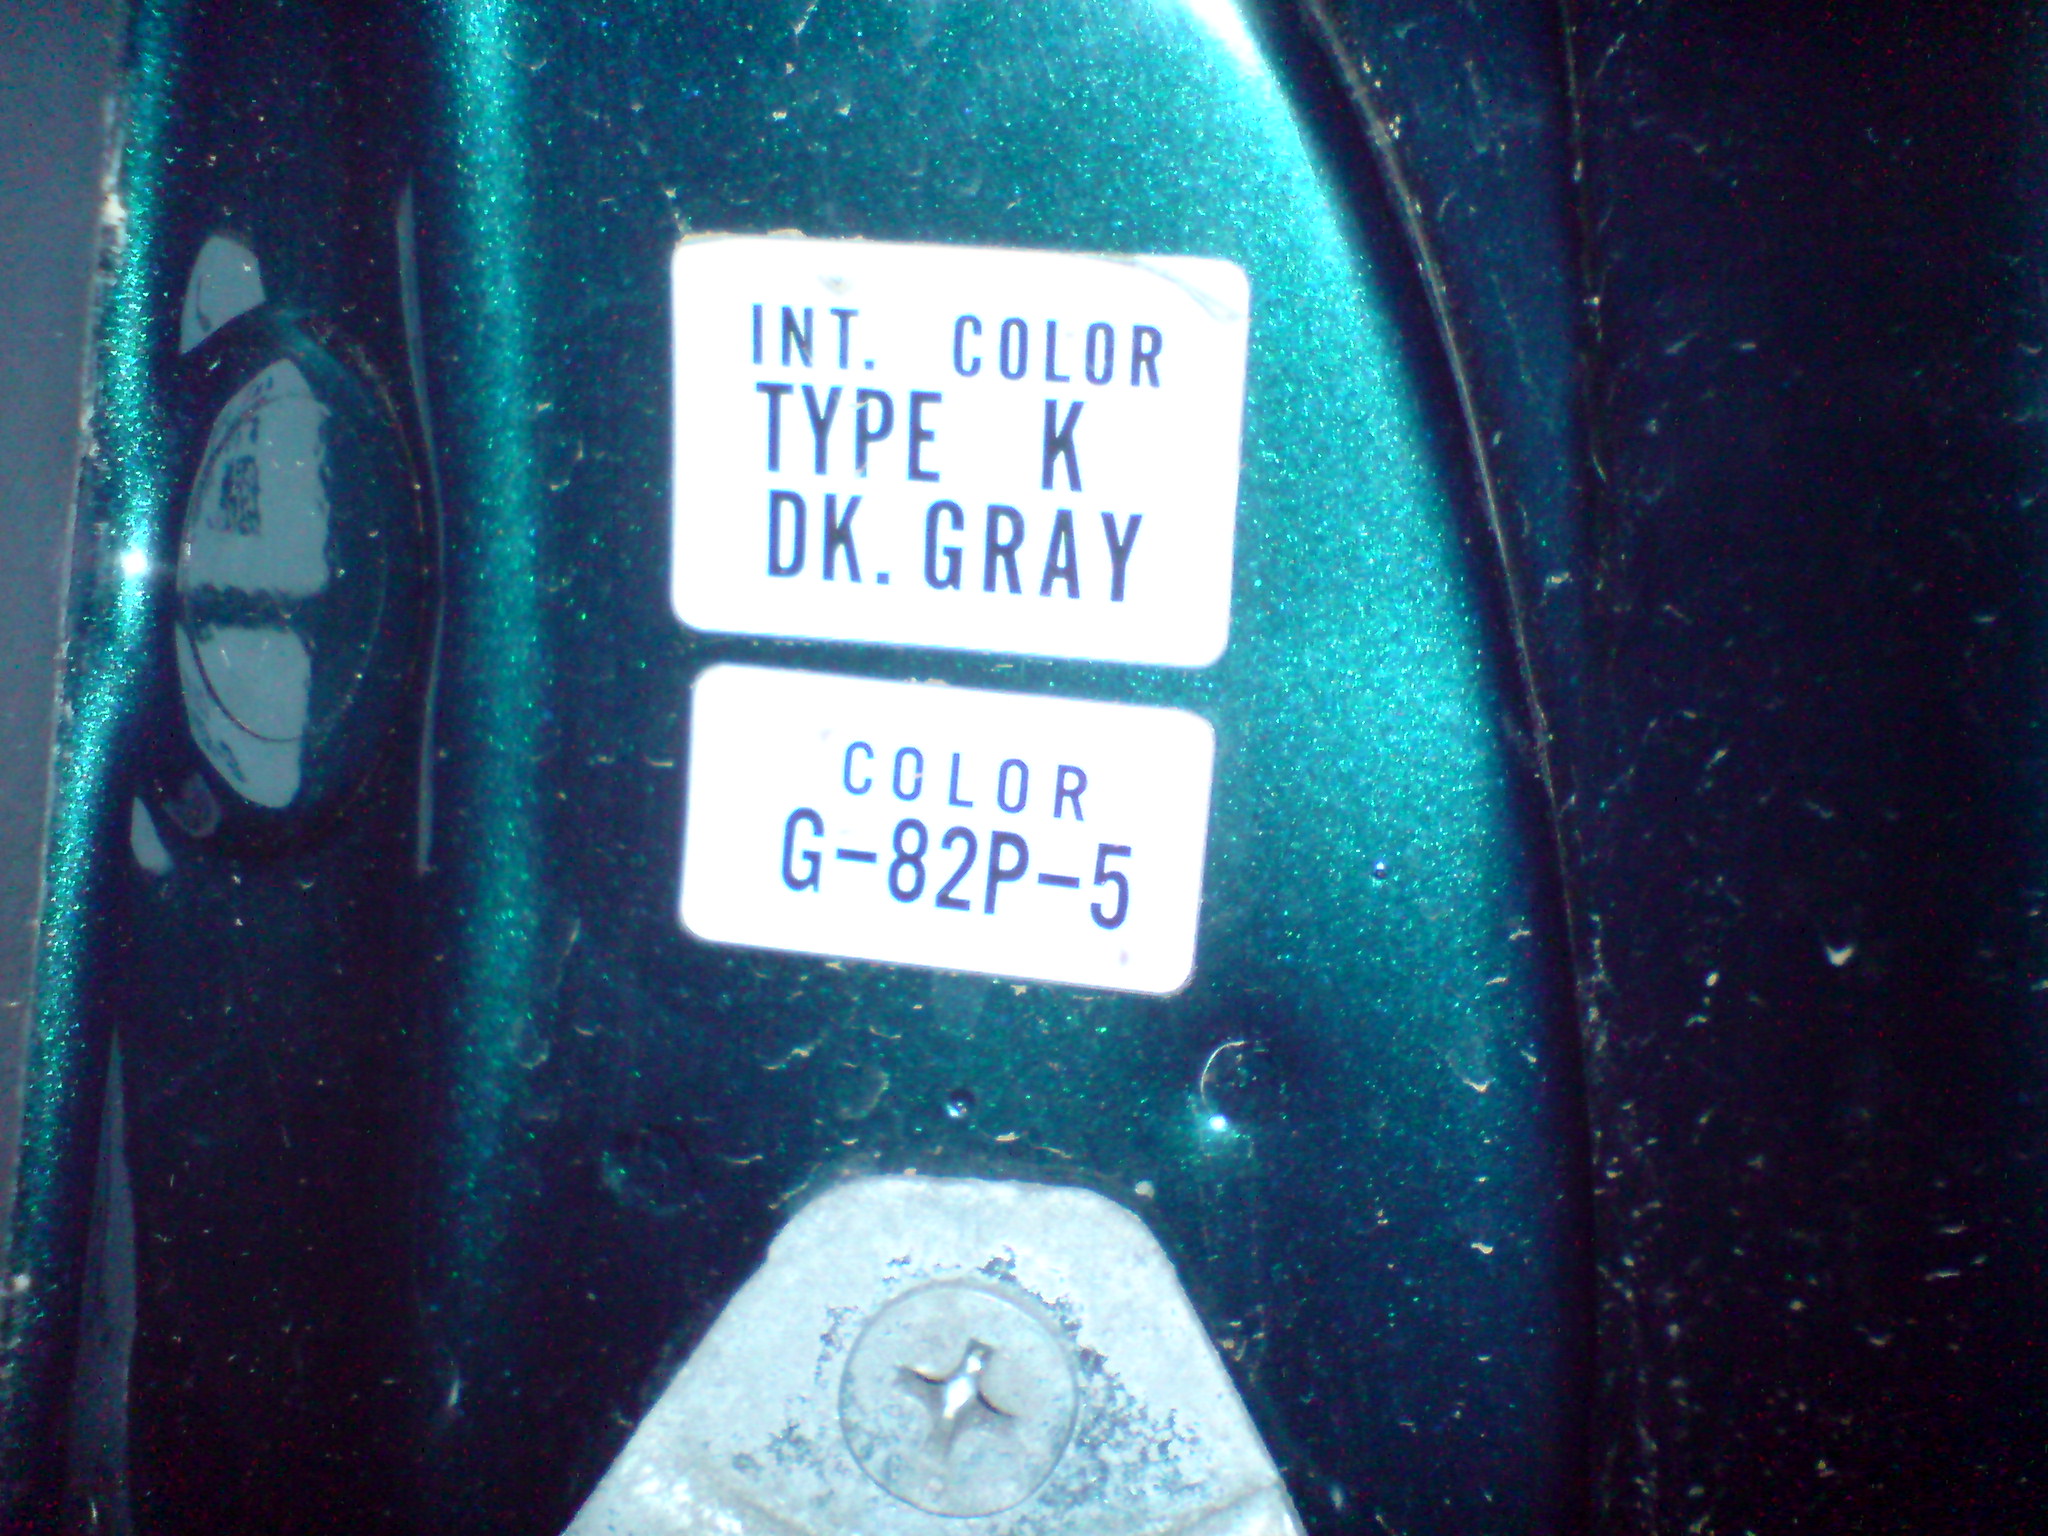 INT. COLOR
TYPE K
DK. GRAY
COLOR
G-82P-5